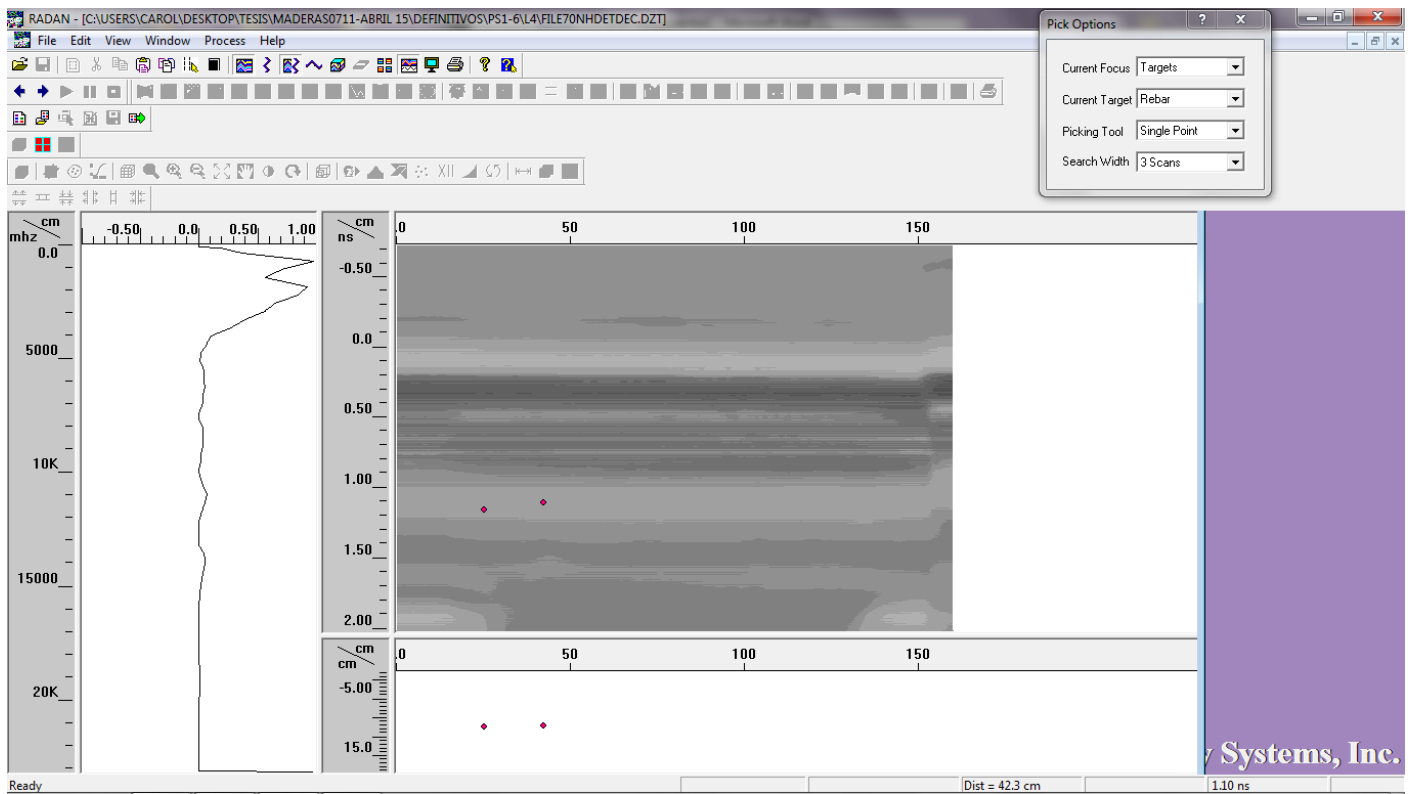 RADAN - [C:\USERS\CAROL\DESKTOP\TESIS\MADERAS0711-ABRIL 15\DEFINITIVOS\PS1-6\L4\FILE70NHDETDEC.DZT]
File Edit View Window Process Help
Pick Options
Current Focus Targets
Current Target Rebar
Picking Tool Single Point
Search Width 3 Scans
cm
mhz
-0.50 0.0 0.50 1.00
cm
ns
.0 50 100 150
0.0
5000
10K
15000
20K
-0.50
0.0
0.50
1.00
1.50
2.00
cm
cm
.0 50 100 150
-5.00
15.0
Systems, Inc.
Ready
Dist = 42.3 cm
1.10 ns